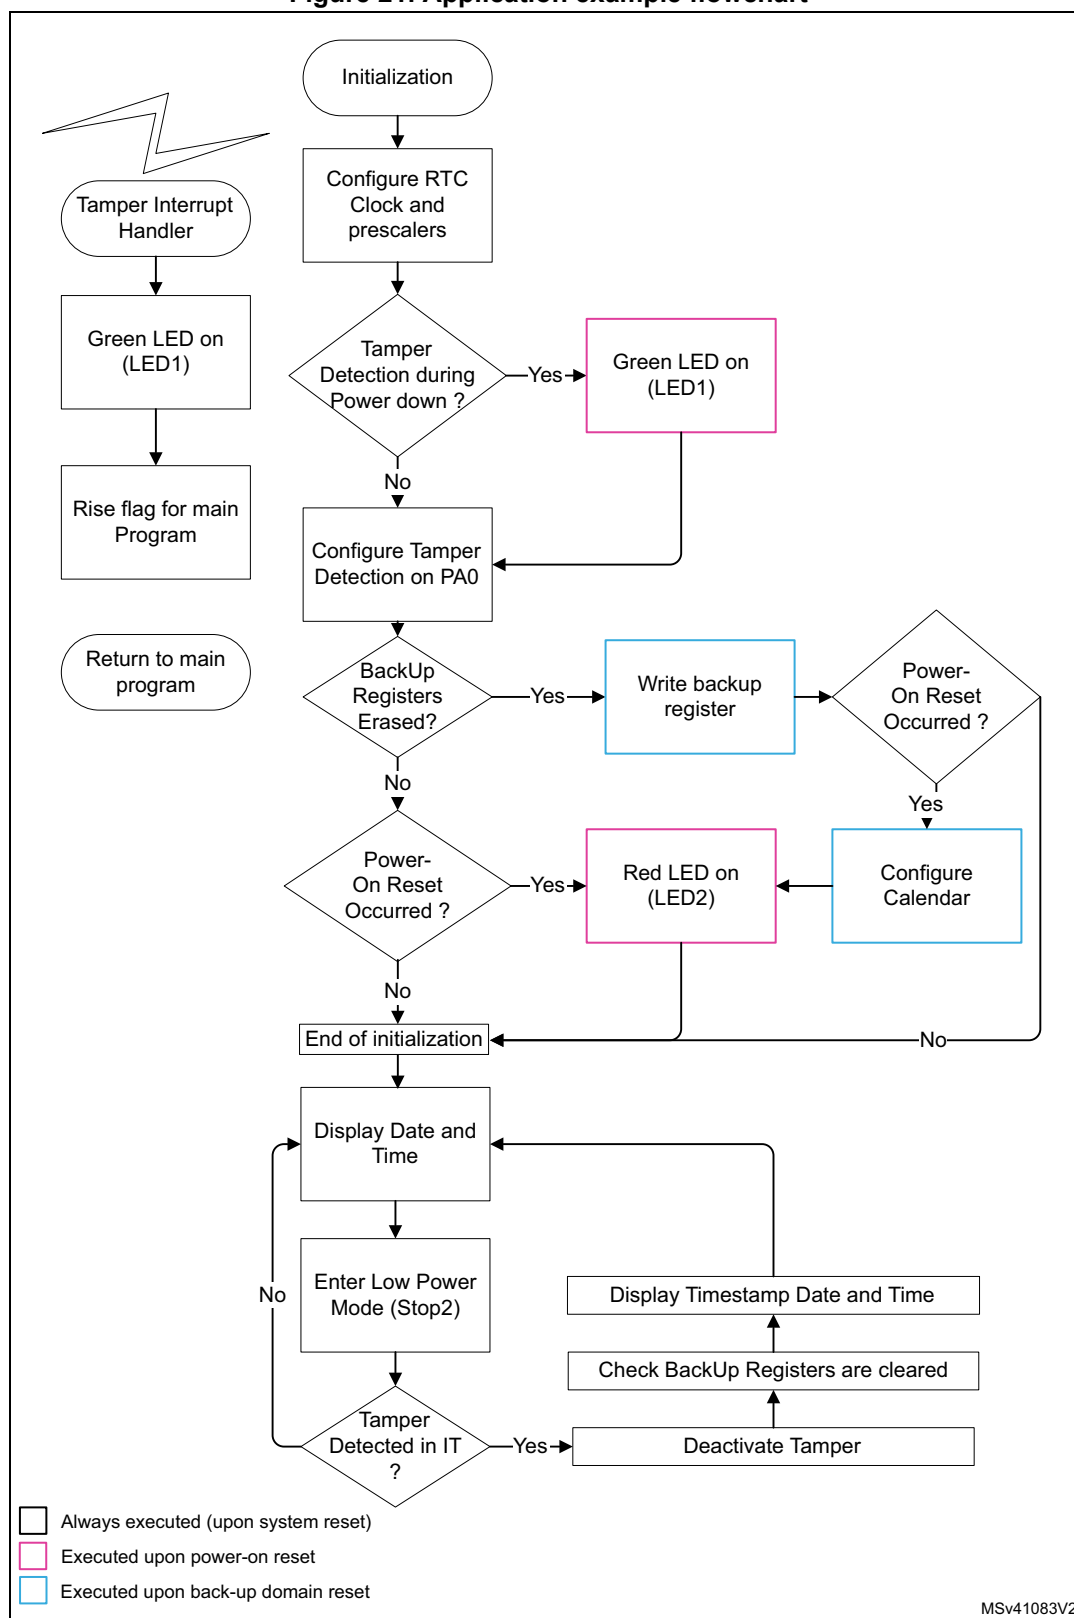 Figure 21. Application example flowchart
Initialization
Tamper Interrupt
Handler
Configure RTC
Clock and
prescalers
Green LED on
(LED1)
Tamper
Detection during
Power down ?
Yes
Green LED on
(LED1)
No
Rise flag for main
Program
Configure Tamper
Detection on PA0
Return to main
program
BackUp
Registers
Erased?
Yes
Write backup
register
Power-
On Reset
Occurred ?
No
Yes
Power-
On Reset
Occurred ?
Yes
Red LED on
(LED2)
Configure
Calendar
No
End of initialization
No
Display Date and
Time
No
Enter Low Power
Mode (Stop2)
Display Timestamp Date and Time
Check BackUp Registers are cleared
Tamper
Detected in IT
?
Yes
Deactivate Tamper
Always executed (upon system reset)
Executed upon power-on reset
Executed upon back-up domain reset
MSv41083V2